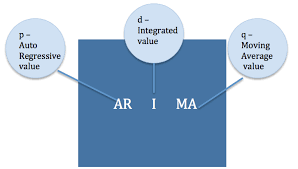 p –
Auto
Regressive
value
d –
Integrated
value
q –
Moving
Average
value
AR I MA